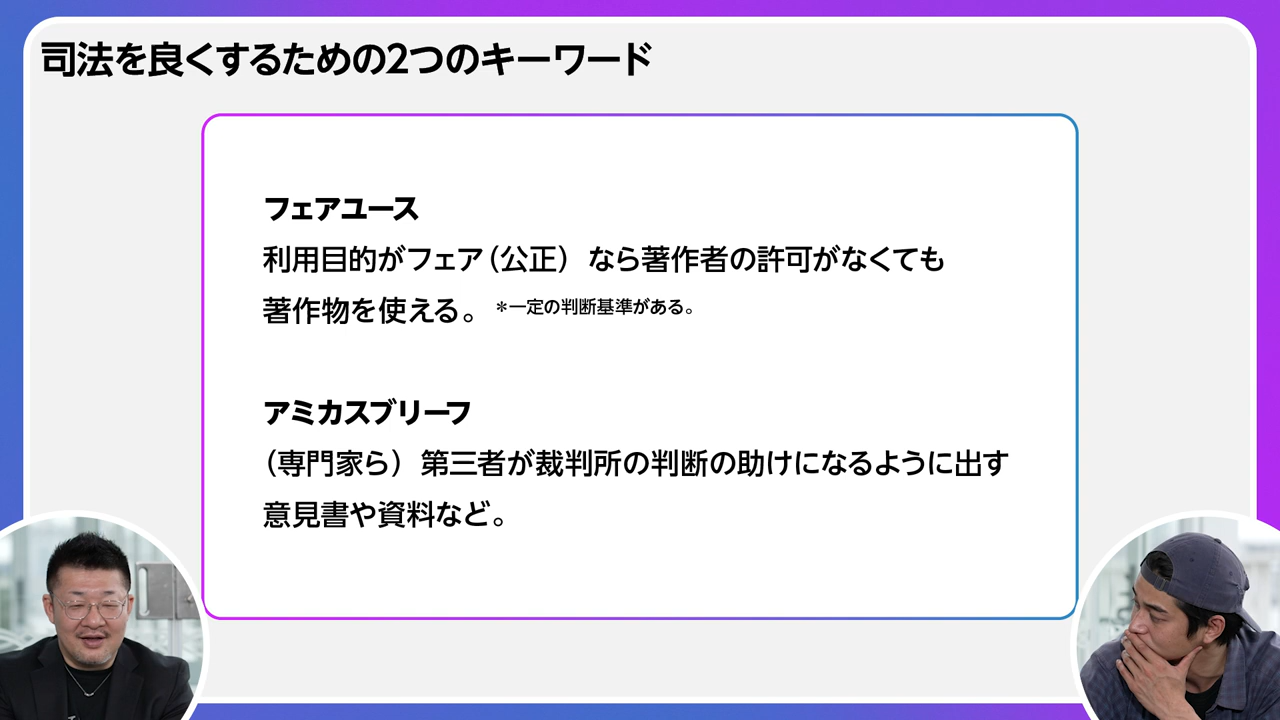 司法を良くするための2つのキーワード
フェアユース
利用目的がフェア（公正）なら著作者の許可がなくても
著作物を使える。 ＊一定の判断基準がある。
アミカスブリーフ
（専門家ら）第三者が裁判所の判断の助けになるように出す
意見書や資料など。